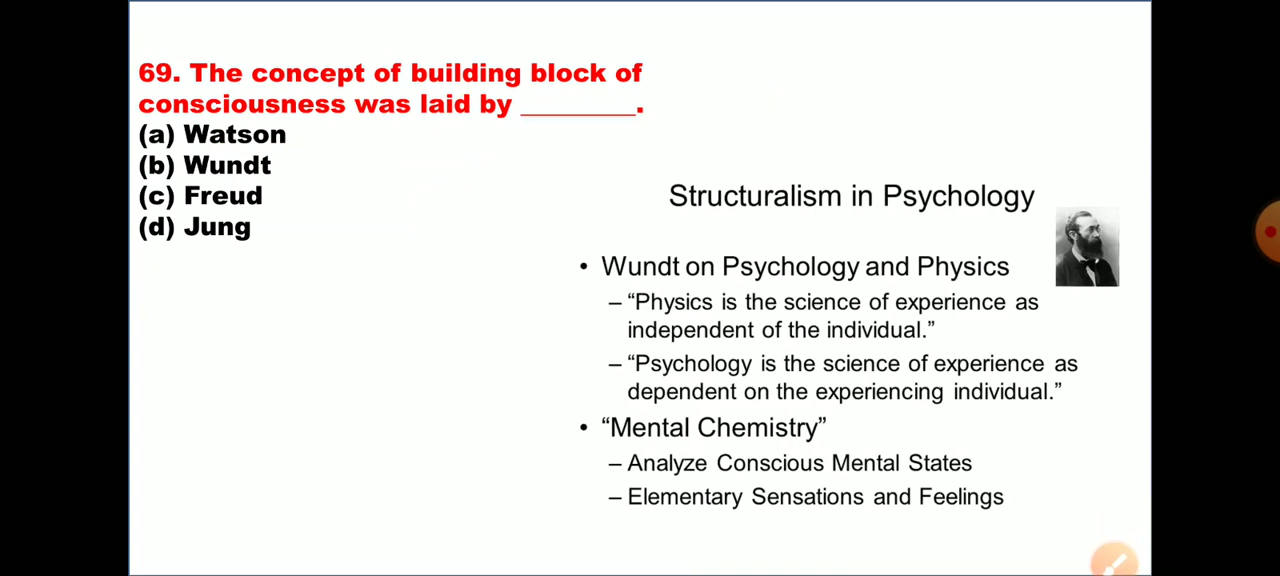 69. The concept of building block of
consciousness was laid by ________.
(a) Watson
(b) Wundt
(c) Freud
(d) Jung
Structuralism in Psychology
• Wundt on Psychology and Physics
– “Physics is the science of experience as
independent of the individual.”
– “Psychology is the science of experience as
dependent on the experiencing individual.”
• “Mental Chemistry”
– Analyze Conscious Mental States
– Elementary Sensations and Feelings